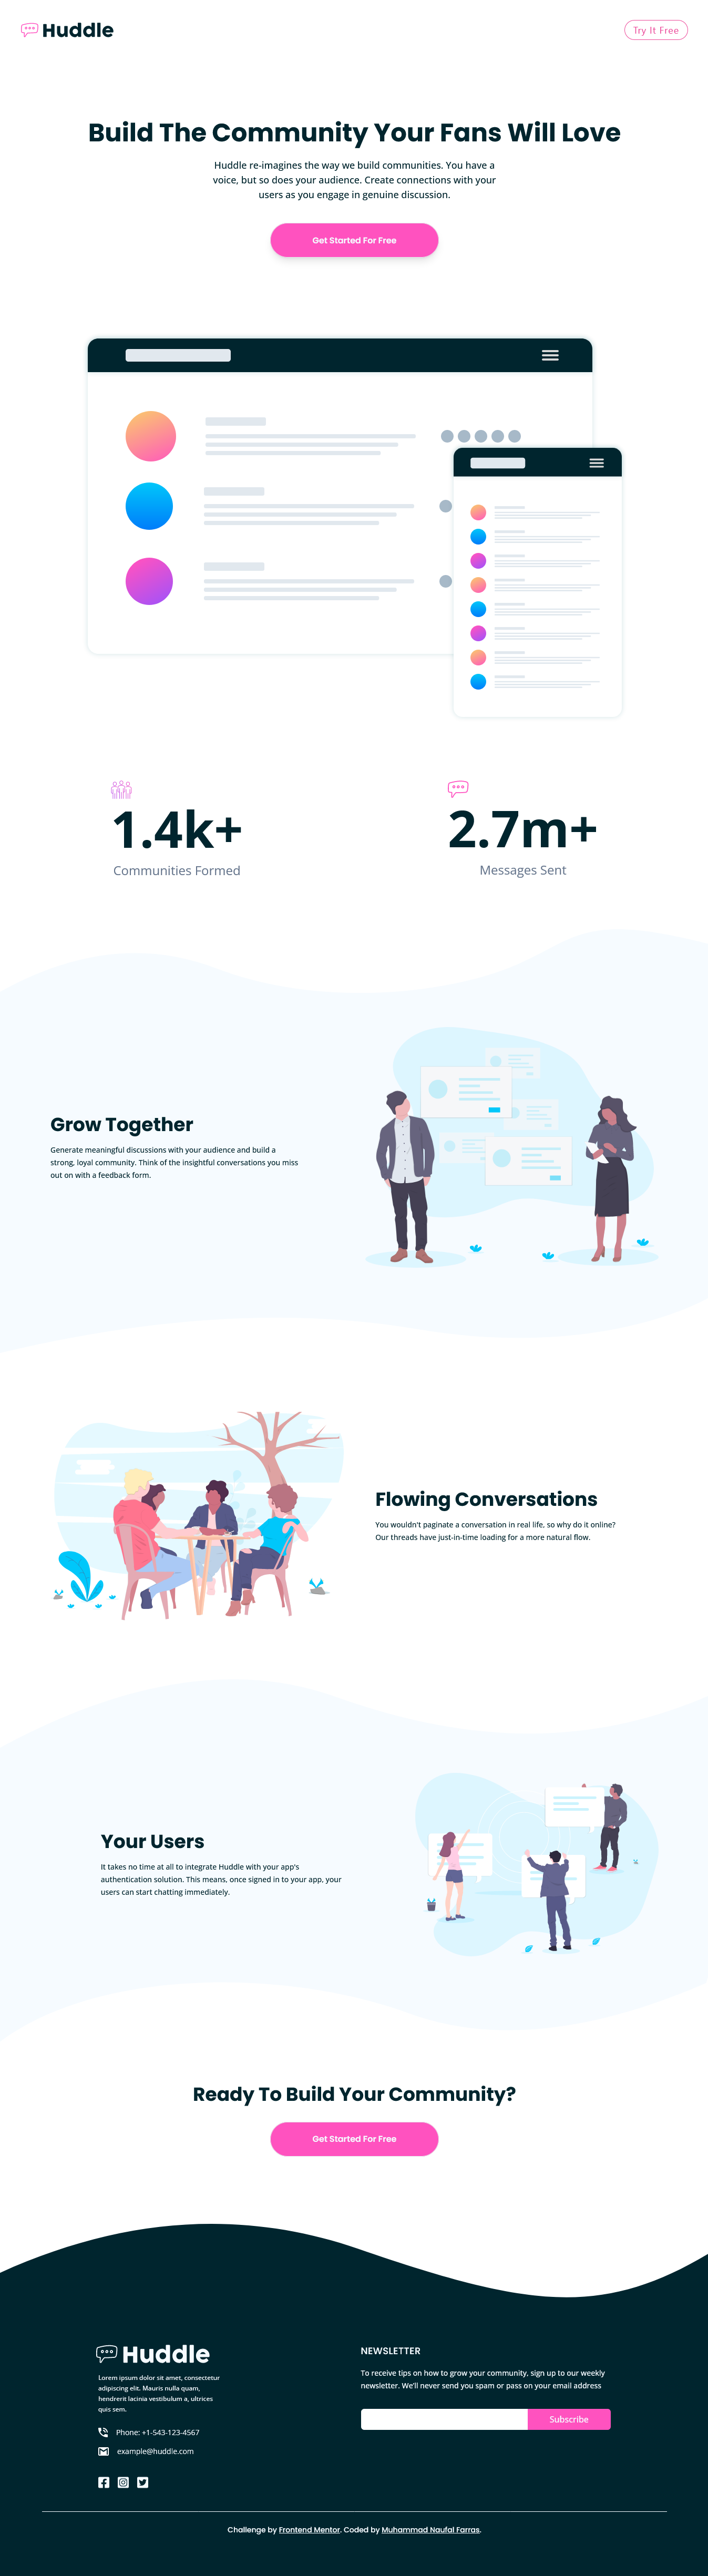 Huddle
Try It Free
Build The Community Your Fans Will Love
Huddle re-imagines the way we build communities. You have a
voice, but so does your audience. Create connections with your
users as you engage in genuine discussion.
Get Started For Free
1.4k+
Communities Formed
2.7m+
Messages Sent
Grow Together
Generate meaningful discussions with your audience and build a
strong, loyal community. Think of the insightful conversations you miss
out on with a feedback form.
Flowing Conversations
You wouldn't paginate a conversation in real life, so why do it online?
Our threads have just-in-time loading for a more natural flow.
Your Users
It takes no time at all to integrate Huddle with your app's
authentication solution. This means, once signed in to your app, your
users can start chatting immediately.
Ready To Build Your Community?
Get Started For Free
Huddle
Lorem ipsum dolor sit amet, consectetur
adipiscing elit. Mauris nulla quam,
hendrerit lacinia vestibulum a, ultrices
quis sem.
Phone: +1-543-123-4567
example@huddle.com
NEWSLETTER
To receive tips on how to grow your community, sign up to our weekly
newsletter. We'll never send you spam or pass on your email address
Subscribe
Challenge by Frontend Mentor. Coded by Muhammad Naufal Farras.